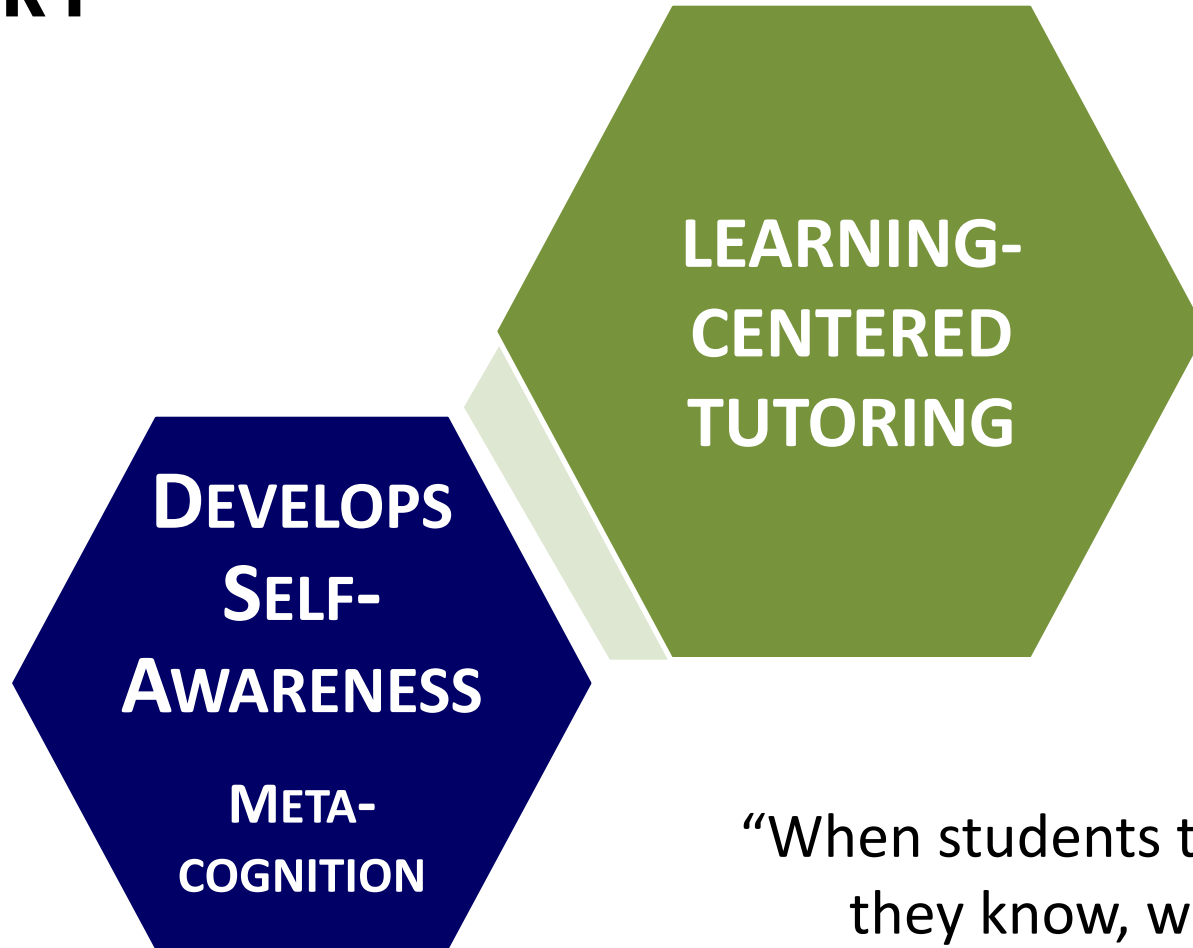 LEARNING-
CENTERED
TUTORING
DEVELOPS
SELF-
AWARENESS
META-
COGNITION
“When students
they know,